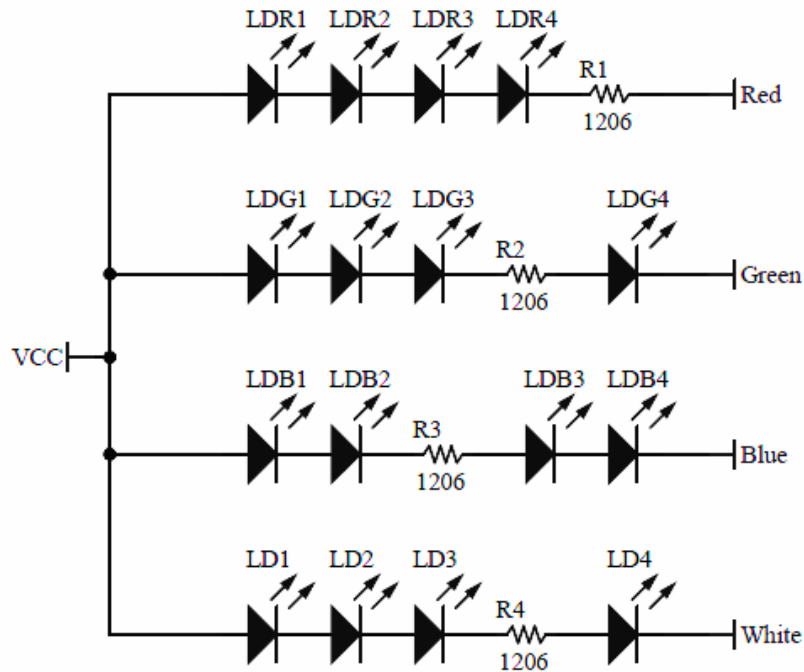 LDR1 LDR2 LDR3 LDR4
R1
1206
Red
LDG1 LDG2 LDG3 LDG4
R2
1206
Green
VCC
LDB1 LDB2 LDB3 LDB4
R3
1206
Blue
LD1 LD2 LD3 LD4
R4
1206
White